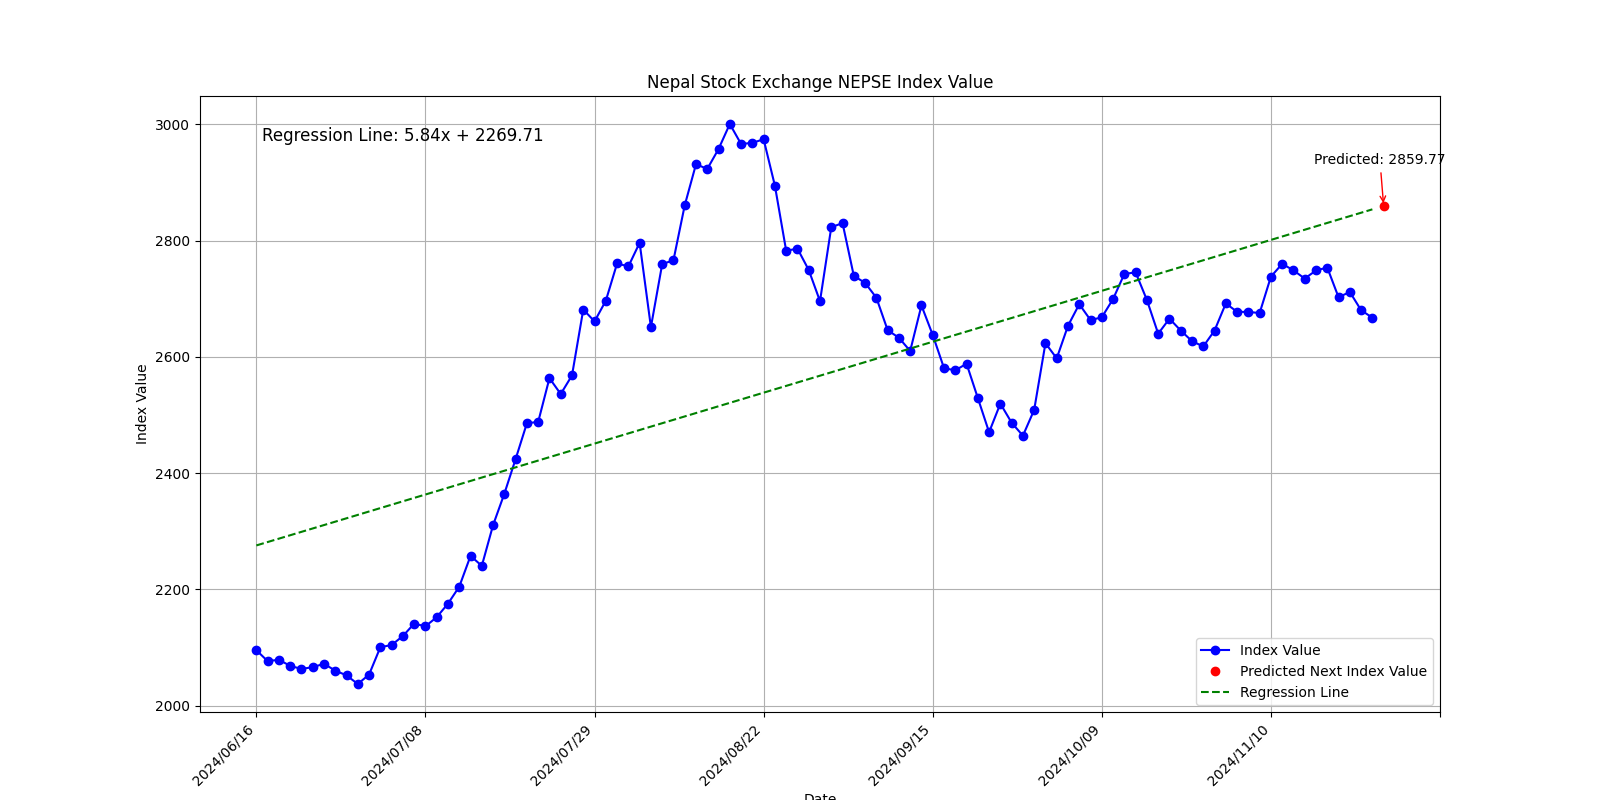 Nepal Stock Exchange NEPSE Index Value
Regression Line: 5.84x + 2269.71
Predicted: 2859.77
3000
2800
2600
2400
2200
2000
Index Value
Index Value
Predicted Next Index Value
Regression Line
2024/06/16
2024/07/08
2024/07/29
2024/08/22
2024/09/15
2024/10/09
2024/11/10
Date